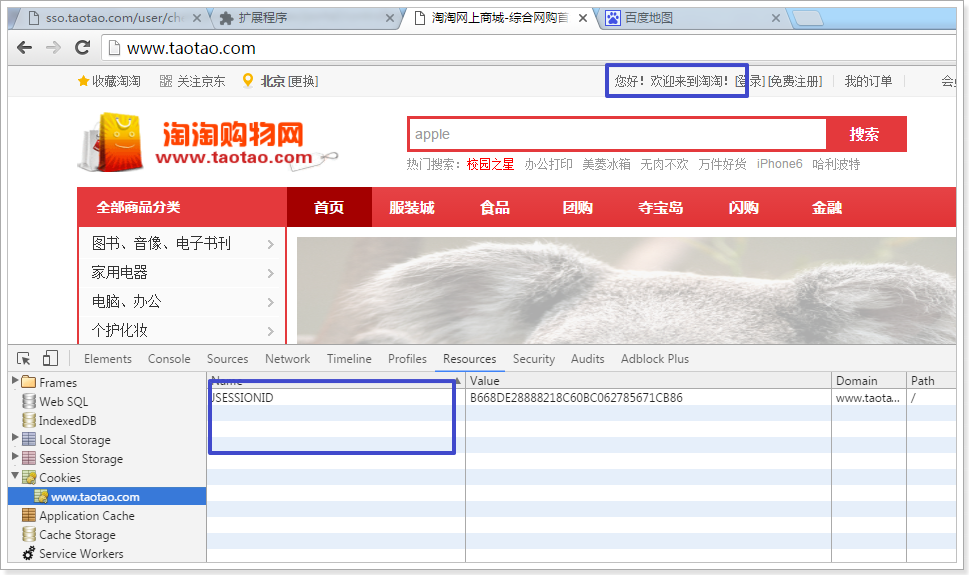 sso.taotao.com/user/che
扩展程序
淘淘网上商城-综合网购首
百度地图
www.taotao.com
收藏淘淘
关注京东
北京 [更换]
您好！欢迎来到淘淘！[登录] [免费注册]
我的订单
淘淘购物网
www.taotao.com
apple
搜索
热门搜索: 校园之星 办公打印 美菱冰箱 无肉不欢 万件好货 iPhone6 哈利波特
全部商品分类 首页 服装城 食品 团购 夺宝岛 闪购 金融
图书、音像、电子书刊
家用电器
电脑、办公
个护化妆
Elements Console Sources Network Timeline Profiles Resources Security Audits Adblock Plus
Frames
Web SQL
IndexedDB
Local Storage
Session Storage
Cookies
www.taotao.com
Application Cache
Cache Storage
Service Workers
Name Value Domain Path
JSESSIONID B668DE28888218C60BC062785671CB86 www.taota... /